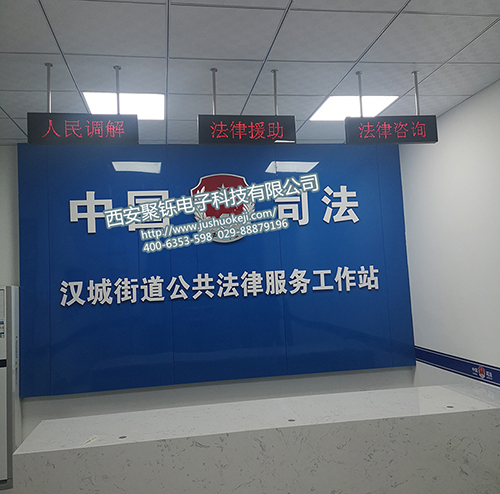 人民调解
法律援助
法律咨询
中国 司法
西安聚铄电子科技有限公司
http://www.jushuokeji.com/
400-6353-598 029-88879196
汉城街道公共法律服务工作站